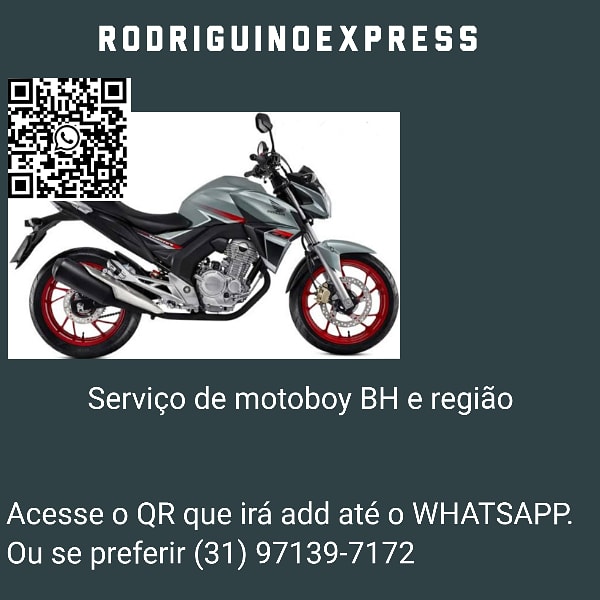 RODRIGUINOEXPRESS
Serviço de motoboy BH e região
Acesse o QR que irá add até o WHATSAPP.
Ou se preferir (31) 97139-7172